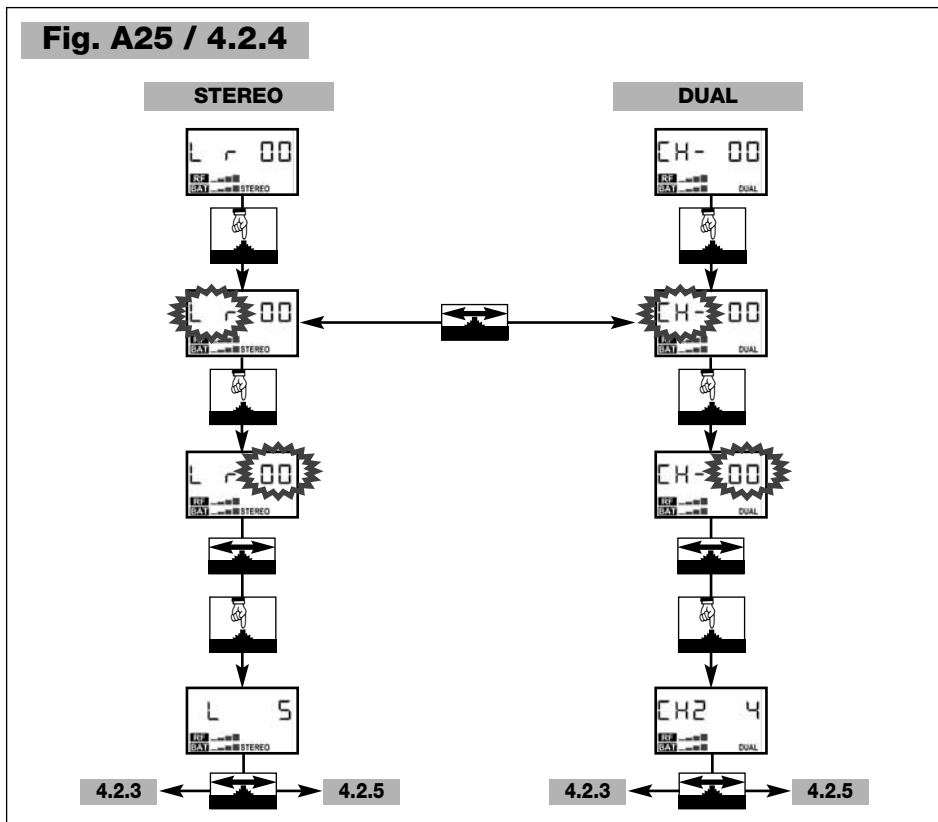 Fig. A25 / 4.2.4
STEREO
DUAL
L r 00
RF
BAT STEREO
CH- 00
RF
BAT DUAL
L r 00
RF
BAT STEREO
CH- 00
RF
BAT DUAL
L r 00
RF
BAT STEREO
CH- 00
RF
BAT DUAL
L 5
RF
BAT STEREO
CH2 4
RF
BAT DUAL
4.2.3
4.2.5
4.2.3
4.2.5